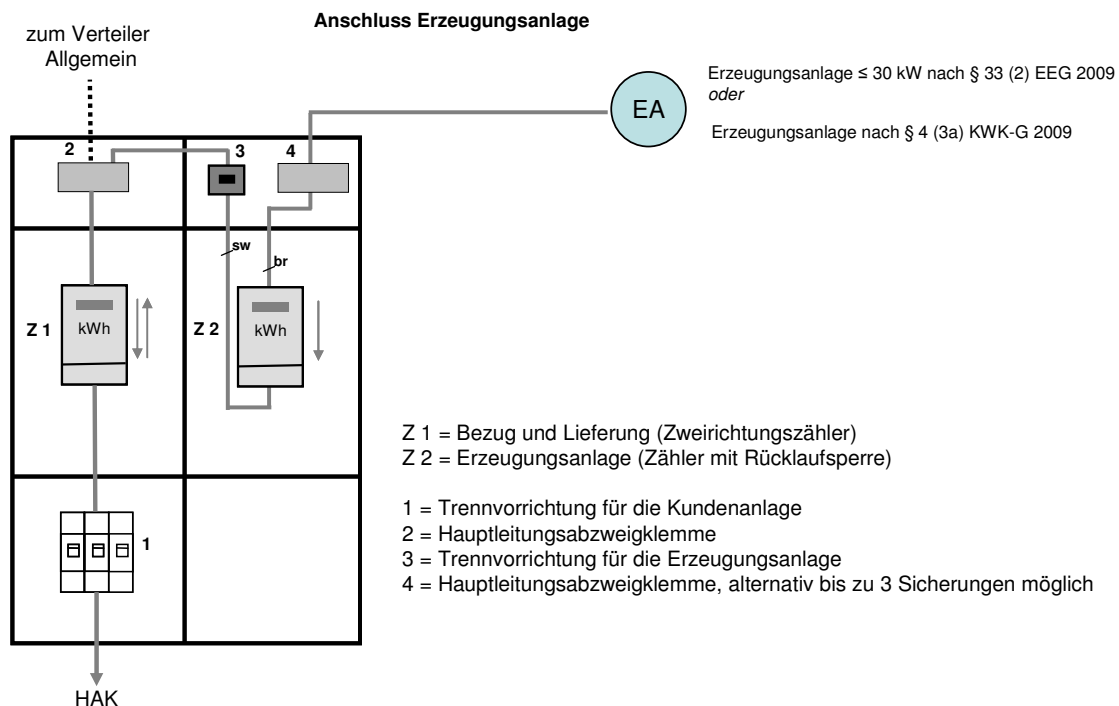 Anschluss Erzeugungsanlage
zum Verteiler
Allgemein
EA
Erzeugungsanlage ≤ 30 kW nach § 33 (2) EEG 2009
oder
Erzeugungsanlage nach § 4 (3a) KWK-G 2009
2
3
4
sw
br
Z 1
kWh
Z 2
kWh
Z 1 = Bezug und Lieferung (Zweirichtungszähler)
Z 2 = Erzeugungsanlage (Zähler mit Rücklaufsperre)
1 = Trennvorrichtung für die Kundenanlage
2 = Hauptleitungsabzweigklemme
3 = Trennvorrichtung für die Erzeugungsanlage
4 = Hauptleitungsabzweigklemme, alternativ bis zu 3 Sicherungen möglich
1
HAK